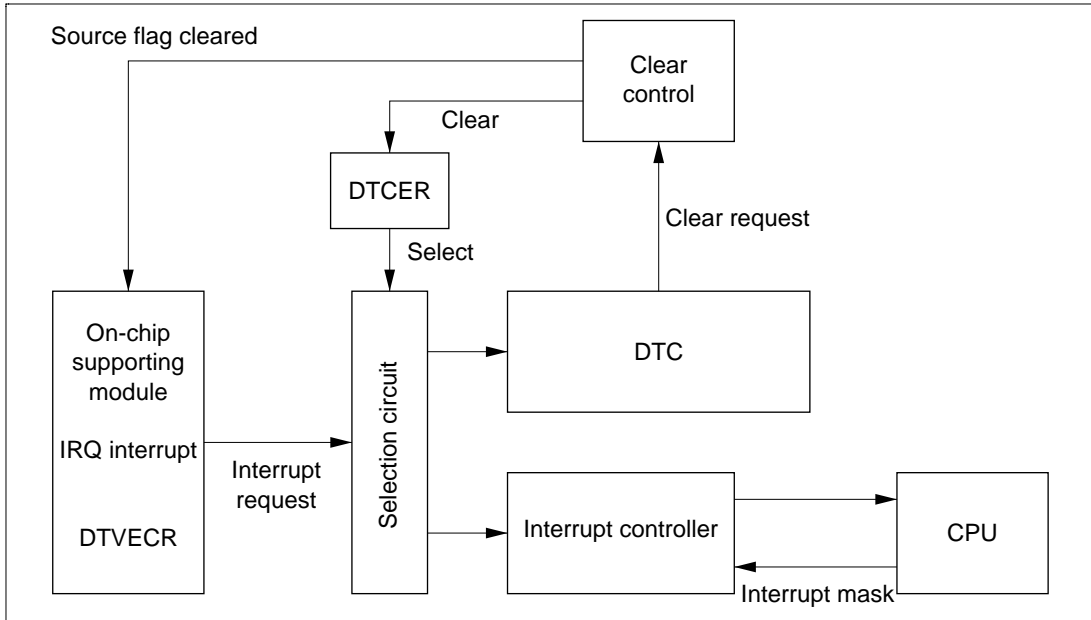 Source flag cleared
Clear
control
Clear
DTCER
Clear request
Select
On-chip
supporting
module
DTC
Selection circuit
IRQ interrupt
Interrupt
request
DTVECR
Interrupt controller
CPU
Interrupt mask